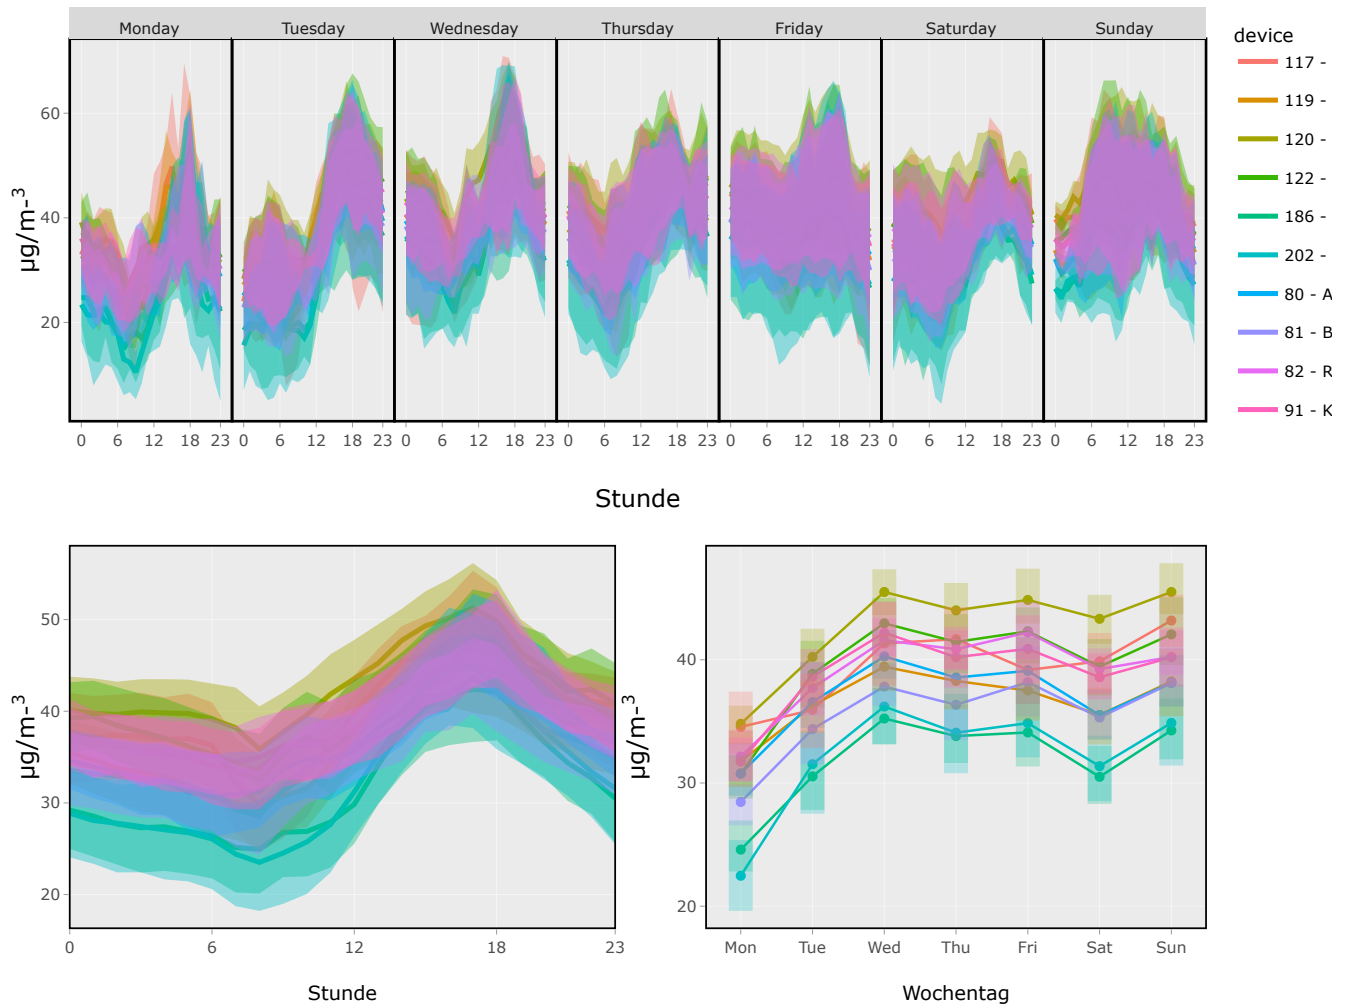 Monday Tuesday Wednesday Thursday Friday Saturday Sunday
device
117 -
119 -
120 -
122 -
186 -
202 -
80 - A
81 - B
82 - R
91 - K
µg/m-³
60
40
20
0 6 12 18 23 0 6 12 18 23 0 6 12 18 23 0 6 12 18 23 0 6 12 18 23 0 6 12 18 23 0 6 12 18 23
Stunde
µg/m-³
50
40
30
20
0 6 12 18 23
Stunde
µg/m-³
40
30
20
Mon Tue Wed Thu Fri Sat Sun
Wochentag